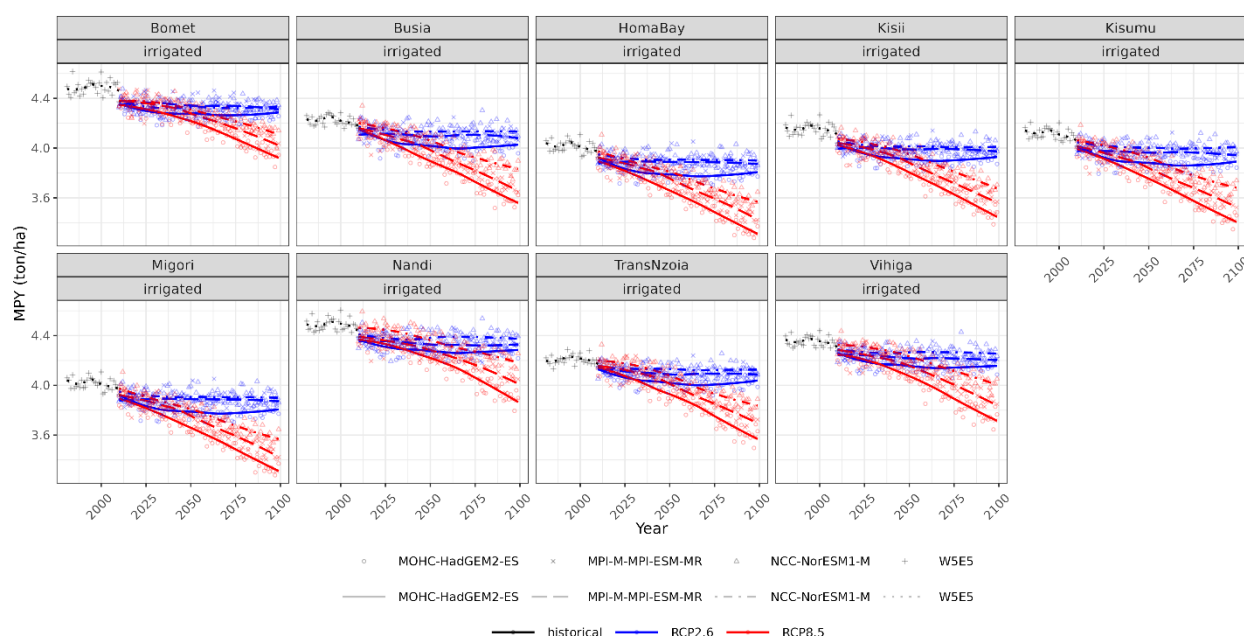 Bomet Busia HomaBay Kisii Kisumu
irrigated irrigated irrigated irrigated irrigated
4.4
4.0
3.6
2000 2025 2050 2075 2100
Migori Nandi TransNzoia Vihiga
irrigated irrigated irrigated irrigated
4.4
4.0
3.6
MPY (ton/ha)
2000 2025 2050 2075 2100 2000 2025 2050 2075 2100 2000 2025 2050 2075 2100 2000 2025 2050 2075 2100
Year
MOHC-HadGEM2-ES MPI-M-MPI-ESM-MR NCC-NorESM1-M W5E5
MOHC-HadGEM2-ES MPI-M-MPI-ESM-MR NCC-NorESM1-M W5E5
historical RCP2.6 RCP8.5